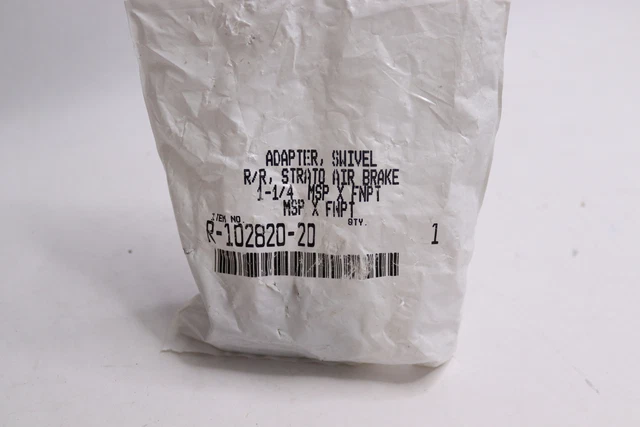 ADAPTER, SWIVEL
R/R, STRATO AIR BRAKE
1-1/4 MSP X FNPT
MSP X FNPT
ITEM NO. QTY.
R-102820-20 1